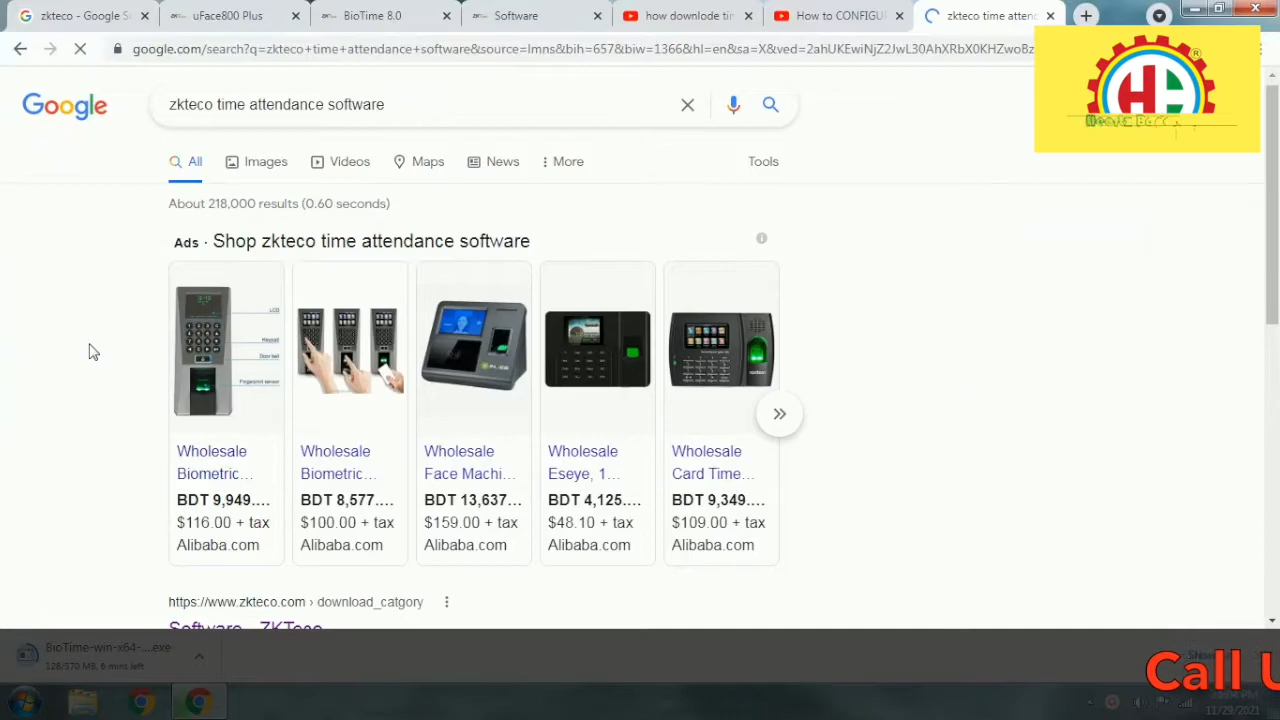 zkteco - Google S
uFace800 Plus
BioTime 8.0
Software
how downlode tim
How to CONFIGUR
zkteco time attend
google.com/search?q=zkteco+time+attendance+software&source=lmns&bih=657&biw=1366&hl=en&sa=X&ved=2ahUKEwiNjZ2JwL30AhXRbX0KHZwoBz
Google
zkteco time attendance software
All
Images
Videos
Maps
News
More
Tools
About 218,000 results (0.60 seconds)
Ads · Shop zkteco time attendance software
Wholesale Biometric...
BDT 9,949....
$116.00 + tax
Alibaba.com
Wholesale Biometric...
BDT 8,577....
$100.00 + tax
Alibaba.com
Wholesale Face Machi...
BDT 13,637...
$159.00 + tax
Alibaba.com
Wholesale Eseye, 1...
BDT 4,125....
$48.10 + tax
Alibaba.com
Wholesale Card Time...
BDT 9,349....
$109.00 + tax
Alibaba.com
https://www.zkteco.com › download_catgory
Software - ZKTeco
BioTime-win-x64-....exe
128/570 MB, 6 mins left
Call U
11/29/2021